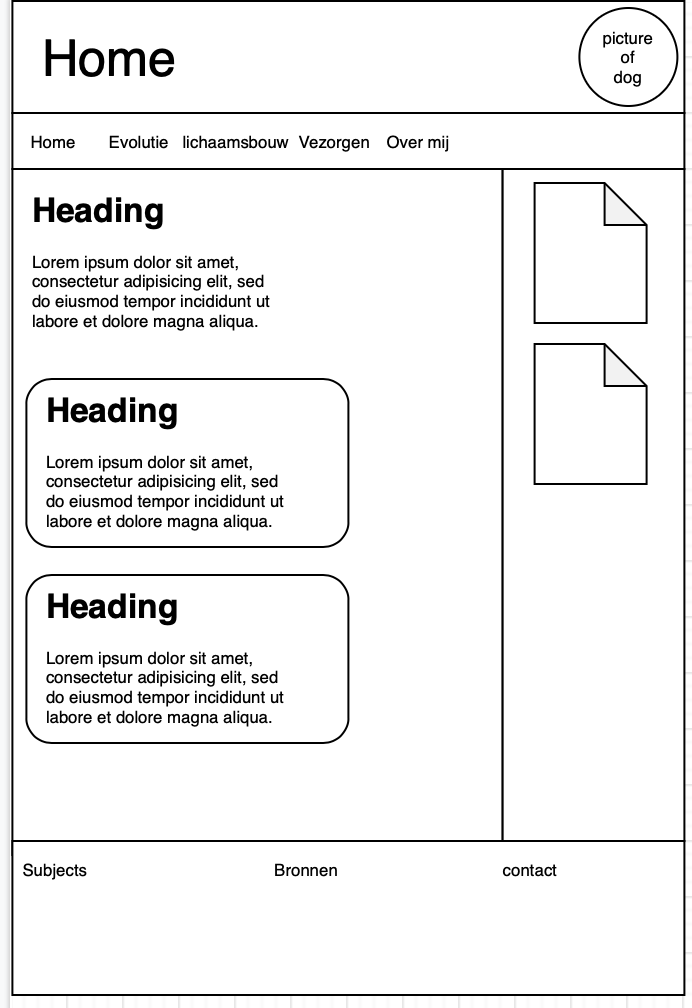 Home
picture
of
dog
Home Evolutie lichaamsbouw Vezorgen Over mij
Heading
Lorem ipsum dolor sit amet,
consectetur adipisicing elit, sed
do eiusmod tempor incididunt ut
labore et dolore magna aliqua.
Heading
Lorem ipsum dolor sit amet,
consectetur adipisicing elit, sed
do eiusmod tempor incididunt ut
labore et dolore magna aliqua.
Heading
Lorem ipsum dolor sit amet,
consectetur adipisicing elit, sed
do eiusmod tempor incididunt ut
labore et dolore magna aliqua.
Subjects Bronnen contact